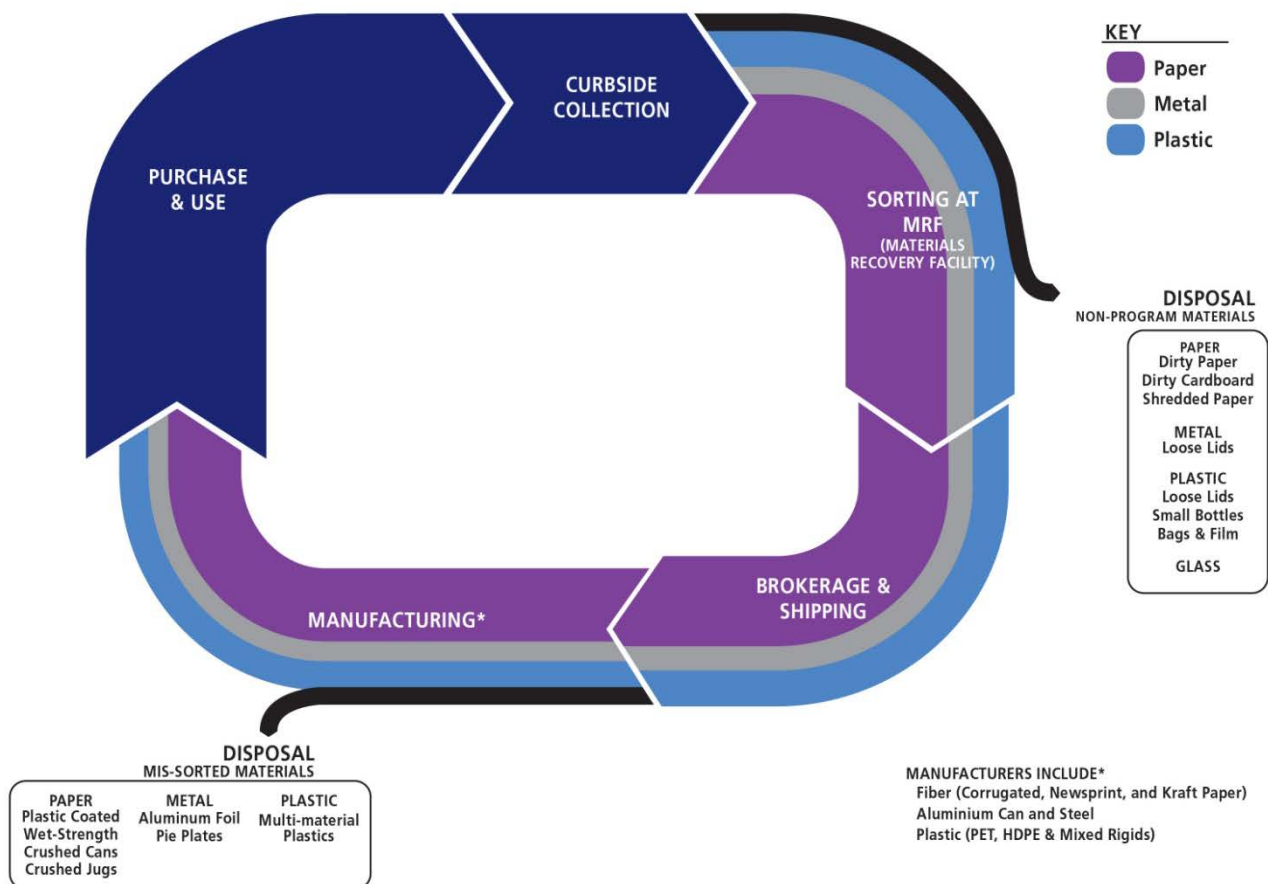 PURCHASE
& USE
CURBSIDE
COLLECTION
KEY
Paper
Metal
Plastic
SORTING AT
MRF
(MATERIALS
RECOVERY FACILITY)
DISPOSAL
NON-PROGRAM MATERIALS
PAPER
Dirty Paper
Dirty Cardboard
Shredded Paper
METAL
Loose Lids
PLASTIC
Loose Lids
Small Bottles
Bags & Film
GLASS
BROKERAGE &
SHIPPING
MANUFACTURING*
DISPOSAL
MIS-SORTED MATERIALS
PAPER
Plastic Coated
Wet-Strength
Crushed Cans
Crushed Jugs
METAL
Aluminum Foil
Pie Plates
PLASTIC
Multi-material
Plastics
MANUFACTURERS INCLUDE*
Fiber (Corrugated, Newsprint, and Kraft Paper)
Aluminium Can and Steel
Plastic (PET, HDPE & Mixed Rigids)